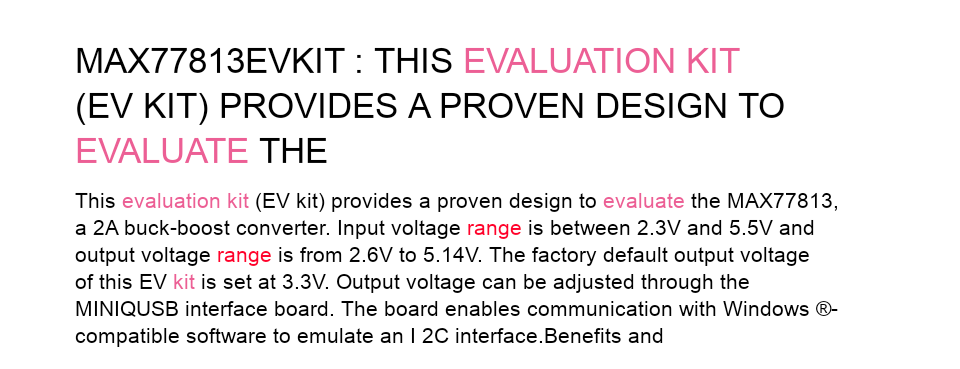 MAX77813EVKIT : THIS EVALUATION KIT
(EV KIT) PROVIDES A PROVEN DESIGN TO
EVALUATE THE
This evaluation kit (EV kit) provides a proven design to evaluate the MAX77813,
a 2A buck-boost converter. Input voltage range is between 2.3V and 5.5V and
output voltage range is from 2.6V to 5.14V. The factory default output voltage
of this EV kit is set at 3.3V. Output voltage can be adjusted through the
MINIQUSB interface board. The board enables communication with Windows ®-
compatible software to emulate an I 2C interface.Benefits and